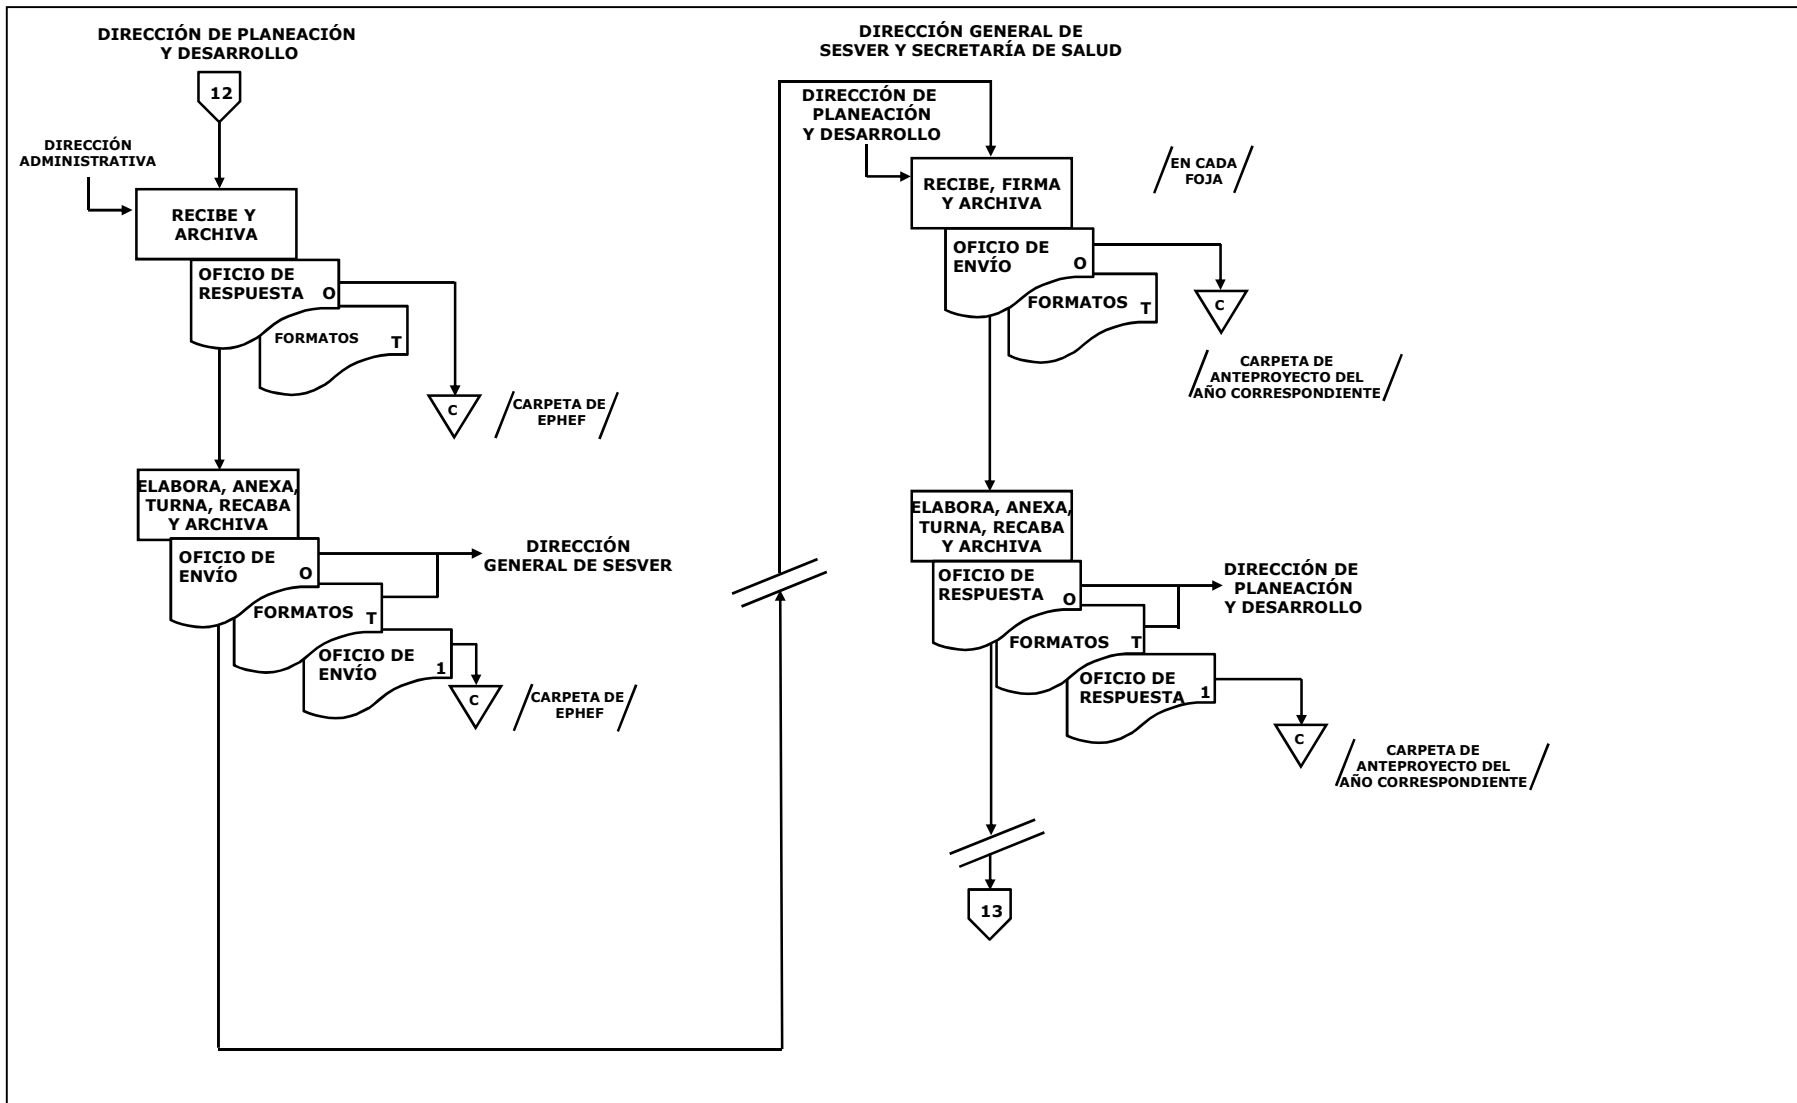 DIRECCIÓN DE PLANEACIÓN
Y DESARROLLO
12
DIRECCIÓN
ADMINISTRATIVA
RECIBE Y
ARCHIVA
OFICIO DE
RESPUESTA O
FORMATOS T
C
CARPETA DE
EPHEF
ELABORA, ANEXA,
TURNA, RECABA
Y ARCHIVA
OFICIO DE
ENVÍO O
DIRECCIÓN
GENERAL DE SESVER
FORMATOS T
OFICIO DE
ENVÍO 1
C
CARPETA DE
EPHEF
DIRECCIÓN GENERAL DE
SESVER Y SECRETARÍA DE SALUD
DIRECCIÓN DE
PLANEACIÓN
Y DESARROLLO
RECIBE, FIRMA
Y ARCHIVA
EN CADA
FOJA
OFICIO DE
ENVÍO O
FORMATOS T
C
CARPETA DE
ANTEPROYECTO DEL
AÑO CORRESPONDIENTE
ELABORA, ANEXA,
TURNA, RECABA
Y ARCHIVA
OFICIO DE
RESPUESTA O
DIRECCIÓN DE
PLANEACIÓN
Y DESARROLLO
FORMATOS T
OFICIO DE
RESPUESTA 1
C
CARPETA DE
ANTEPROYECTO DEL
AÑO CORRESPONDIENTE
13